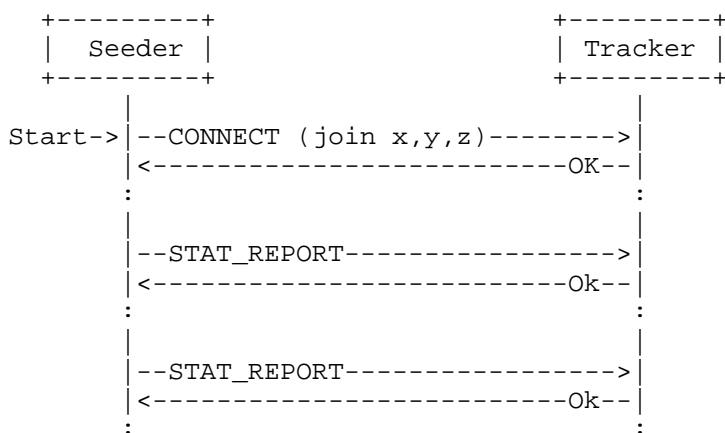 +---------+                      +---------+
|  Seeder |                      | Tracker |
+---------+                      +---------+
     |                                |
Start->|--CONNECT (join x,y,z)-------->|
     |<--------------------------OK--|
     :                                :
     |                                |
     |--STAT_REPORT----------------->|
     |<--------------------------Ok--|
     :                                :
     |                                |
     |--STAT_REPORT----------------->|
     |<--------------------------Ok--|
     :                                :